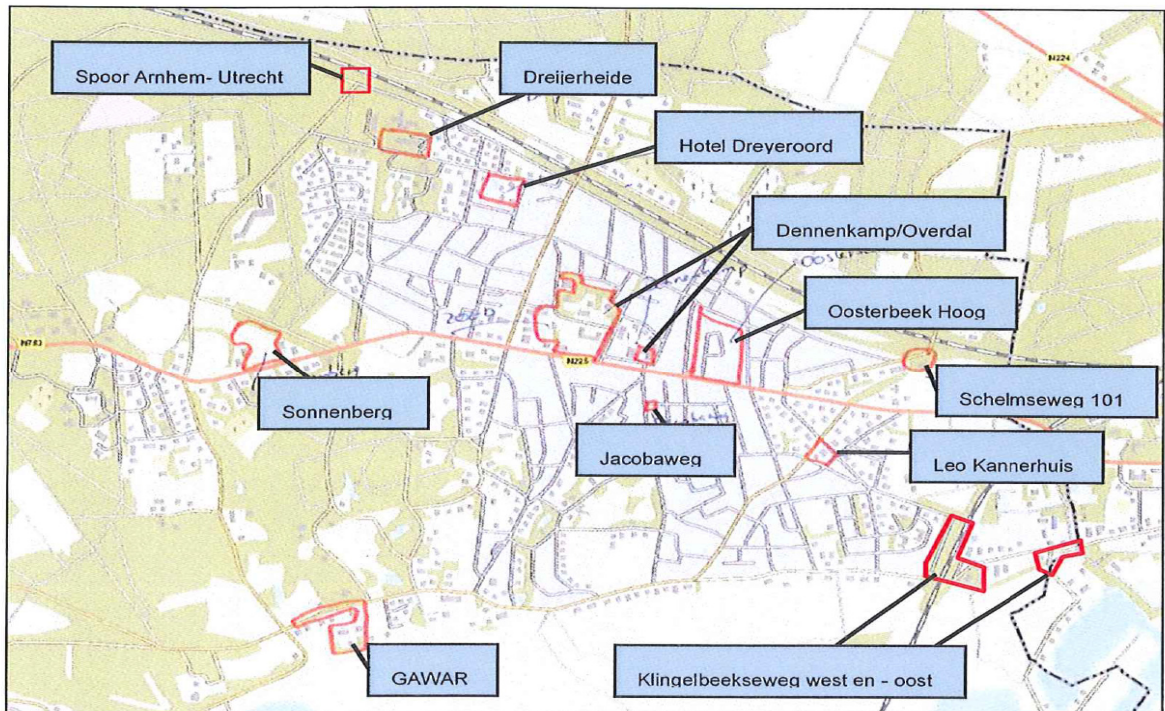 Spoor Arnhem- Utrecht
Dreijerheide
N224
Hotel Dreyeroord
Dennenkamp/Overdal
Oosterbeek Hoog
N783
N225
Sonnenberg
Schelmseweg 101
Jacobaweg
Leo Kannerhuis
GAWAR
Klingelbeekseweg west en - oost